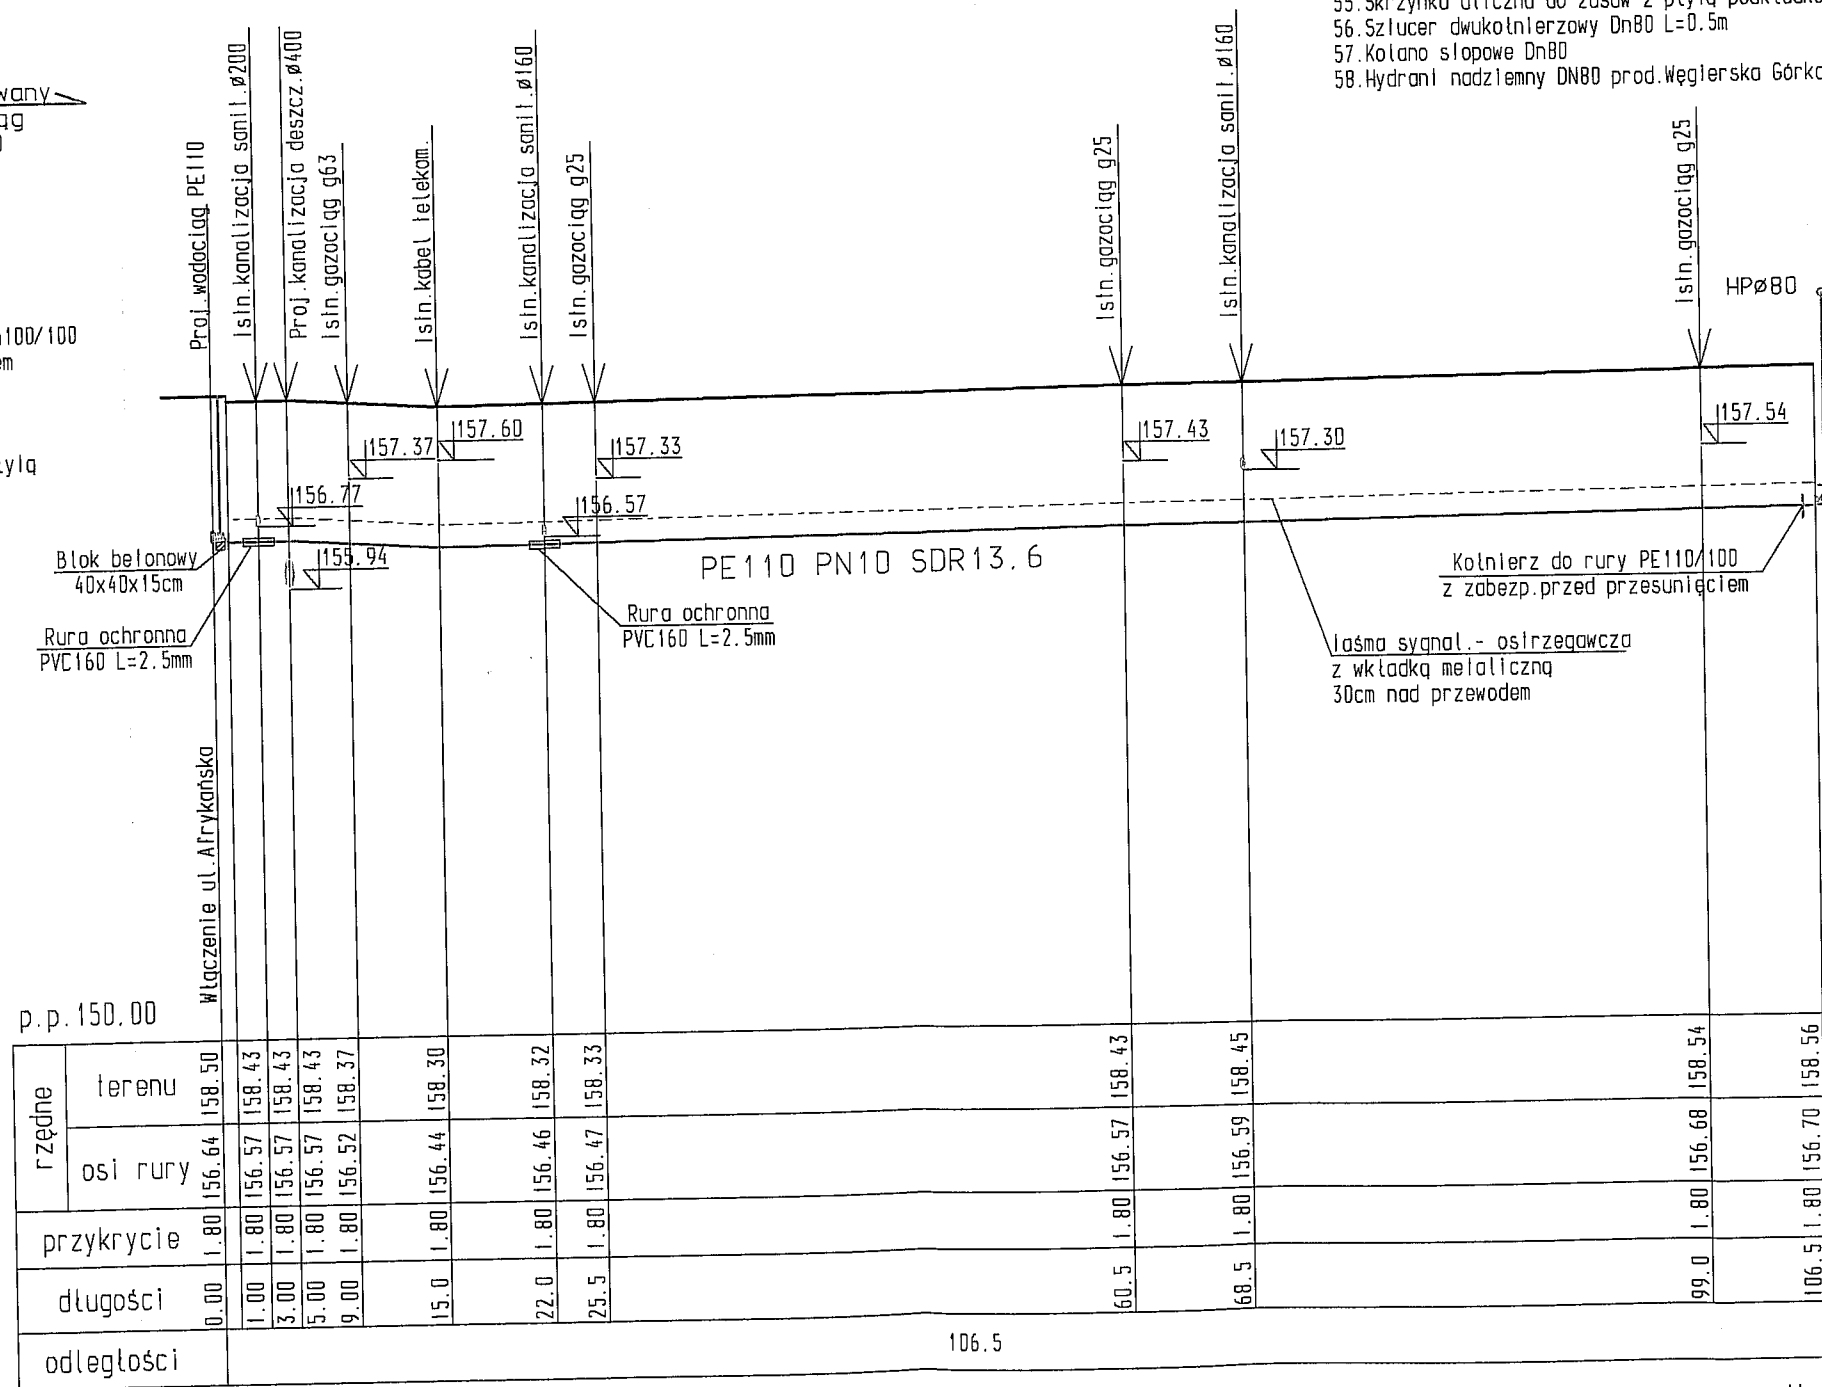 56.Szlucer dwukołnierzowy Dn80 L=0.5m
57.Kolano stopowe Dn80
58.Hydrant nadziemny DN80 prod.Węgierska Górka
Proj.wodociąg PE110
Istn.kanalizacja sanit.ø200
Proj.kanalizacja deszcz.ø400
Istn.gazociąg g63
Istn.kabel telekom.
Istn.kanalizacja sanit.ø160
Istn.gazociąg g25
Istn.gazociąg g25
Istn.kanalizacja sanit.ø160
Istn.gazociąg g25
HPø80
100/100
157.37
157.60
157.33
157.43
157.30
157.54
156.77
156.57
155.94
Blok betonowy
40x40x15cm
Rura ochronna
PVC160 L=2.5mm
PE110 PN10 SDR13.6
Rura ochronna
PVC160 L=2.5mm
Kołnierz do rury PE110/100
z zabezp.przed przesunięciem
taśma sygnal.- ostrzegawcza
z wkładką metaliczną
30cm nad przewodem
Włączenie ul.Afrykańska
p.p.150.00
rzędne
terenu 158.50 158.43 158.43 158.43 158.37 158.30 158.32 158.33 158.43 158.45 158.54 158.56
osi rury 156.64 156.57 156.57 156.57 156.52 156.44 156.46 156.47 156.57 156.59 156.68 156.70
przykrycie 1.80 1.80 1.80 1.80 1.80 1.80 1.80 1.80 1.80 1.80 1.80 1.80
długości 0.00 1.00 3.00 5.00 9.00 15.0 22.0 25.5 60.5 68.5 99.0 106.5
odległości 106.5